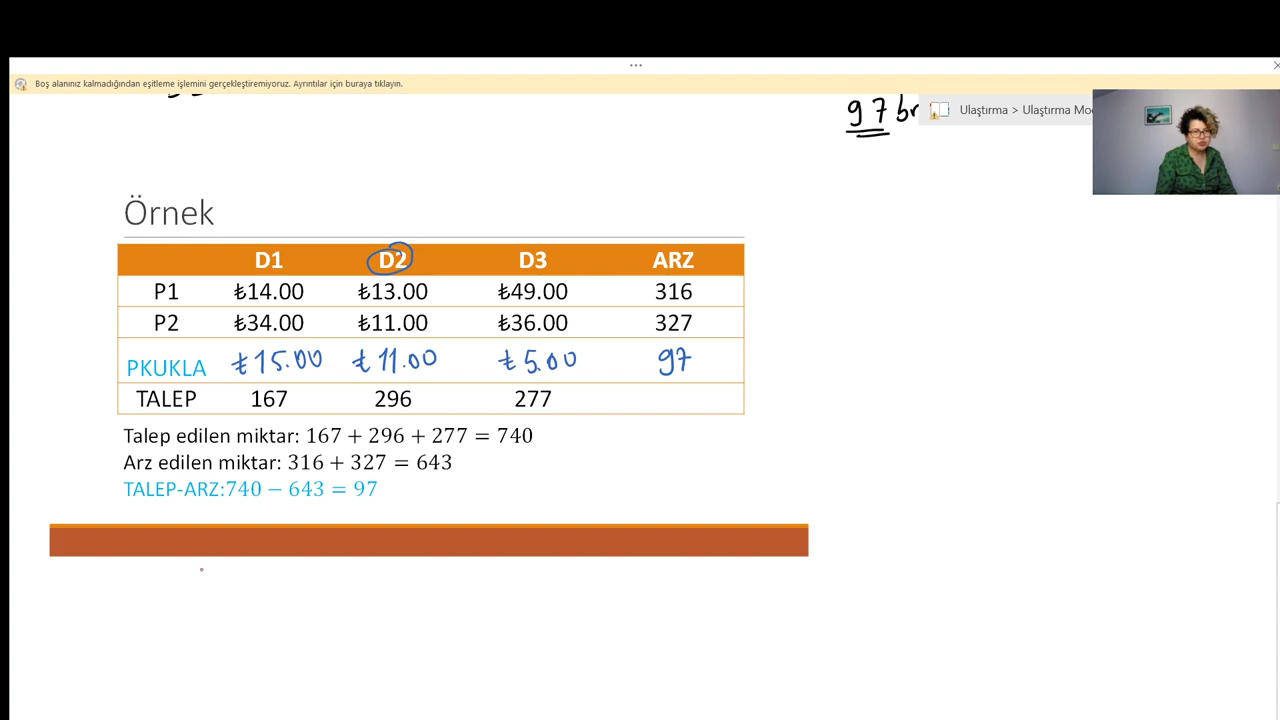 Boş alanınız kalmadığından eşitleme işlemini gerçekleştiremiyoruz. Ayrıntılar için buraya tıklayın.
97 br
Ulaştırma > Ulaştırma
Örnek
D1 D2 D3 ARZ
P1 ₺14.00 ₺13.00 ₺49.00 316
P2 ₺34.00 ₺11.00 ₺36.00 327
PKUKLA ₺15.00 ₺11.00 ₺5.00 97
TALEP 167 296 277
Talep edilen miktar: 167 + 296 + 277 = 740
Arz edilen miktar: 316 + 327 = 643
TALEP-ARZ:740 − 643 = 97